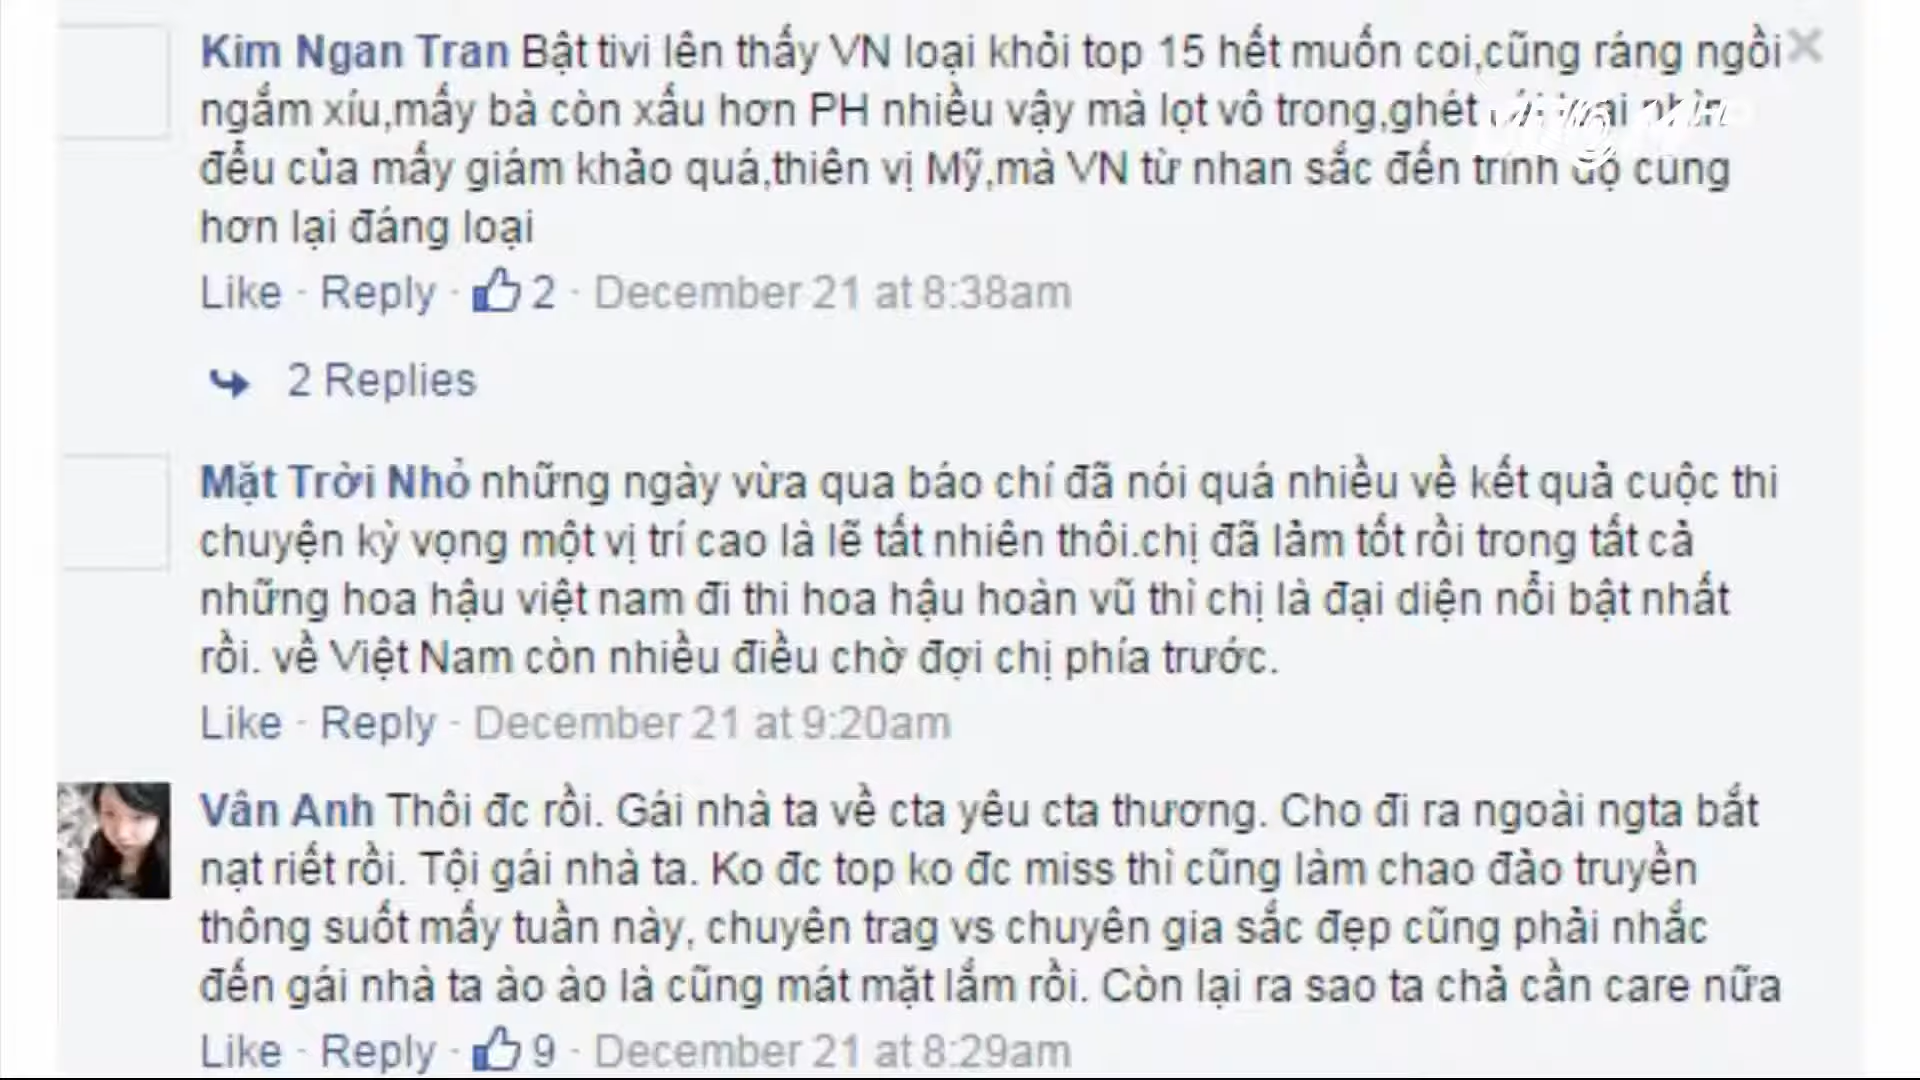 Kim Ngan Tran Bật tivi lên thấy VN loại khỏi top 15 hết muốn coi,cũng ráng ngồi
ngắm xíu,mấy bà còn xấu hơn PH nhiều vậy mà lọt vô trong,ghét
đểu của mấy giám khảo quá,thiên vị Mỹ,mà VN từ nhan sắc đến trình độ cũng
hơn lại đáng loại
Like · Reply · 2 · December 21 at 8:38am
2 Replies
Mặt Trời Nhỏ những ngày vừa qua báo chí đã nói quá nhiều về kết quả cuộc thi
chuyện kỳ vọng một vị trí cao là lẽ tất nhiên thôi.chị đã lảm tốt rồi trong tất cả
những hoa hậu việt nam đi thi hoa hậu hoàn vũ thì chị là đại diện nổi bật nhất
rồi. về Việt Nam còn nhiều điều chờ đợi chị phía trước.
Like · Reply · December 21 at 9:20am
Vân Anh Thôi đc rồi. Gái nhà ta về cta yêu cta thương. Cho đi ra ngoài ngta bắt
nạt riết rồi. Tội gái nhà ta. Ko đc top ko đc miss thì cũng làm chao đảo truyền
thông suốt mấy tuần này, chuyên trag vs chuyên gia sắc đẹp cũng phải nhắc
đến gái nhà ta ào ào là cũng mát mặt lắm rồi. Còn lại ra sao ta chả cần care nữa
Like · Reply · 9 · December 21 at 8:29am